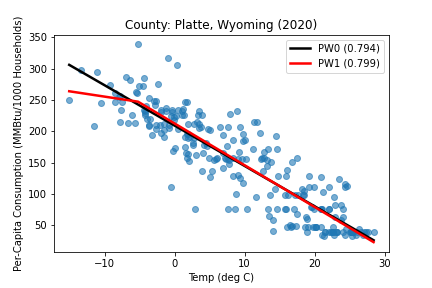 County: Platte, Wyoming (2020)
PW0 (0.794)
PW1 (0.799)
Per-Capita Consumption (MMBtu/1000 Households)
350
300
250
200
150
100
50
−10
0
10
20
30
Temp (deg C)